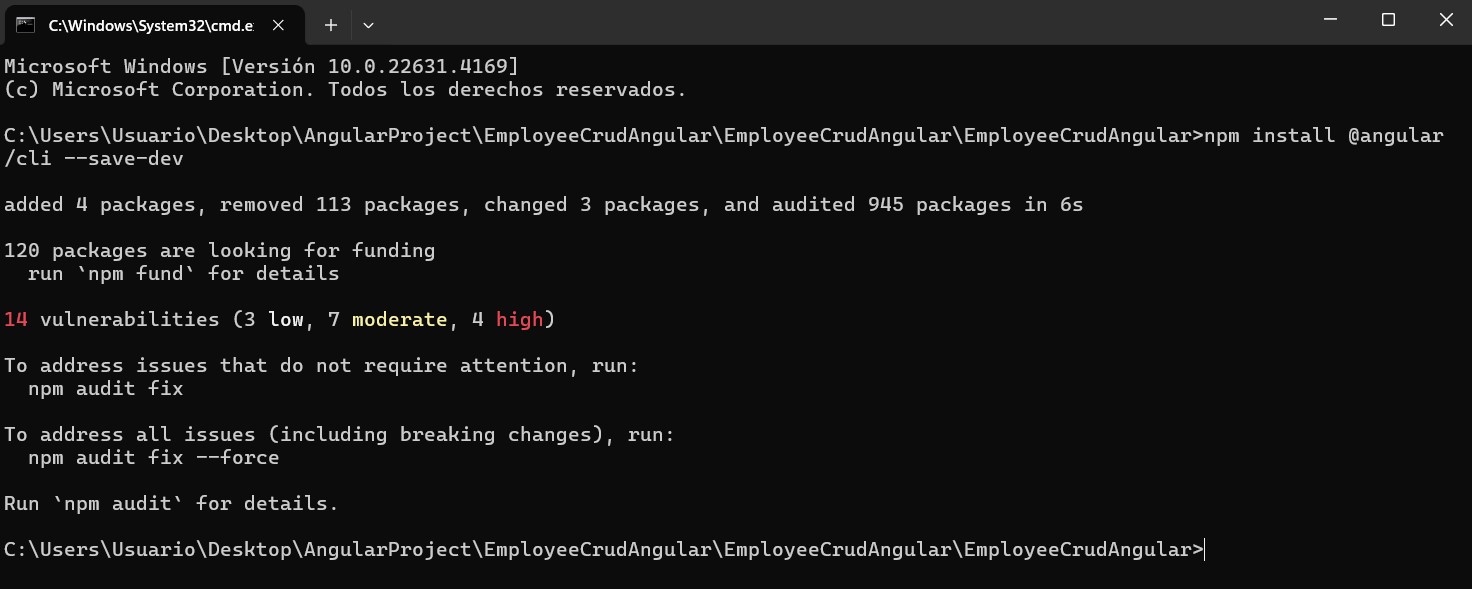 C:\Windows\System32\cmd.e
Microsoft Windows [Versión 10.0.22631.4169]
(c) Microsoft Corporation. Todos los derechos reservados.
C:\Users\Usuario\Desktop\AngularProject\EmployeeCrudAngular\EmployeeCrudAngular\EmployeeCrudAngular>npm install @angular
/cli --save-dev
added 4 packages, removed 113 packages, changed 3 packages, and audited 945 packages in 6s
120 packages are looking for funding
  run `npm fund` for details
14 vulnerabilities (3 low, 7 moderate, 4 high)
To address issues that do not require attention, run:
  npm audit fix
To address all issues (including breaking changes), run:
  npm audit fix --force
Run `npm audit` for details.
C:\Users\Usuario\Desktop\AngularProject\EmployeeCrudAngular\EmployeeCrudAngular\EmployeeCrudAngular>